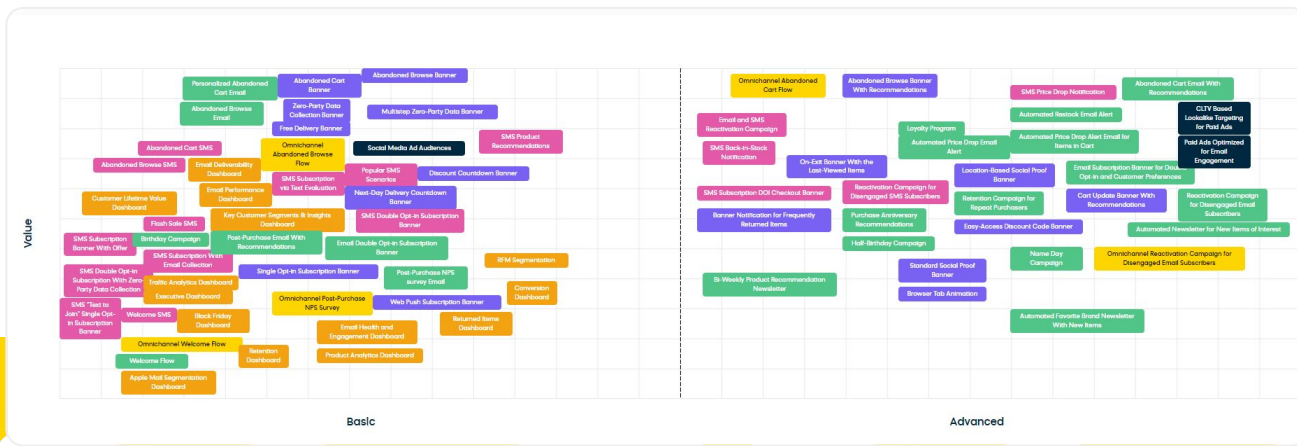 Personalized Abandoned
Cart Email
Abandoned Cart
Banner
Abandoned Browse Banner
Abandoned Browse
Email
Zero-Party Data
Collection Banner
Multistep Zero-Party Data Banner
Free Delivery Banner
SMS Product
Recommendations
Abandoned Cart SMS
Omnichannel
Abandoned Browse
Flow
Social Media Ad Audiences
Abandoned Browse SMS
Email Deliverability
Dashboard
SMS Subscription
via Text Evaluation
Popular SMS
Scenarios
Discount Countdown Banner
Customer Lifetime Value
Dashboard
Email Performance
Dashboard
Next-Day Delivery Countdown
Banner
Flash Sale SMS
Key Customer Segments & Insights
Dashboard
SMS Double Opt-in Subscription
Banner
SMS Subscription
Banner With Offer
Birthday Campaign
Post-Purchase Email With
Recommendations
Email Double Opt-in Subscription
Banner
SMS Subscription With
Email Collection
RFM Segmentation
SMS Double Opt-in
Subscription With Zero-
Party Data Collection
Traffic Analytics Dashboard
Executive Dashboard
Single Opt-in Subscription Banner
Post-Purchase NPS
survey Email
Conversion
Dashboard
SMS "Text to
Join" Single Opt-
in Subscription
Banner
Welcome SMS
Black Friday
Dashboard
Omnichannel Post-Purchase
NPS Survey
Web Push Subscription Banner
Returned Items
Dashboard
Email Health and
Engagement Dashboard
Omnichannel Welcome Flow
Retention
Dashboard
Product Analytics Dashboard
Welcome Flow
Apple Mail Segmentation
Dashboard
Omnichannel Abandoned
Cart Flow
Abandoned Browse Banner
With Recommendations
SMS Price Drop Notification
Abandoned Cart Email With
Recommendations
Email and SMS
Reactivation Campaign
Loyalty Program
Automated Restock Email Alert
CLTV Based
Lookalike Targeting
for Paid Ads
SMS Back-in-Stock
Notification
Automated Price Drop Email
Alert
Automated Price Drop Alert Email for
Items in Cart
Paid Ads Optimized
for Email
Engagement
On-Exit Banner With the
Last-Viewed Items
Location-Based Social Proof
Banner
Email Subscription Banner for Double
Opt-in and Customer Preferences
SMS Subscription DOI Checkout Banner
Reactivation Campaign for
Disengaged SMS Subscribers
Retention Campaign for
Repeat Purchasers
Cart Update Banner With
Recommendations
Reactivation
Campaign for
Disengaged Email
Subscribers
Banner Notification for Frequently
Returned Items
Purchase Anniversary
Recommendations
Easy-Access Discount Code Banner
Automated Newsletter for New Items of Interest
Half-Birthday Campaign
Name Day
Campaign
Omnichannel Reactivation Campaign for
Disengaged Email Subscribers
Standard Social Proof
Banner
Bi-Weekly Product Recommendation
Newsletter
Browser Tab Animation
Automated Favorite Brand Newsletter
With New Items
Value
Basic
Advanced